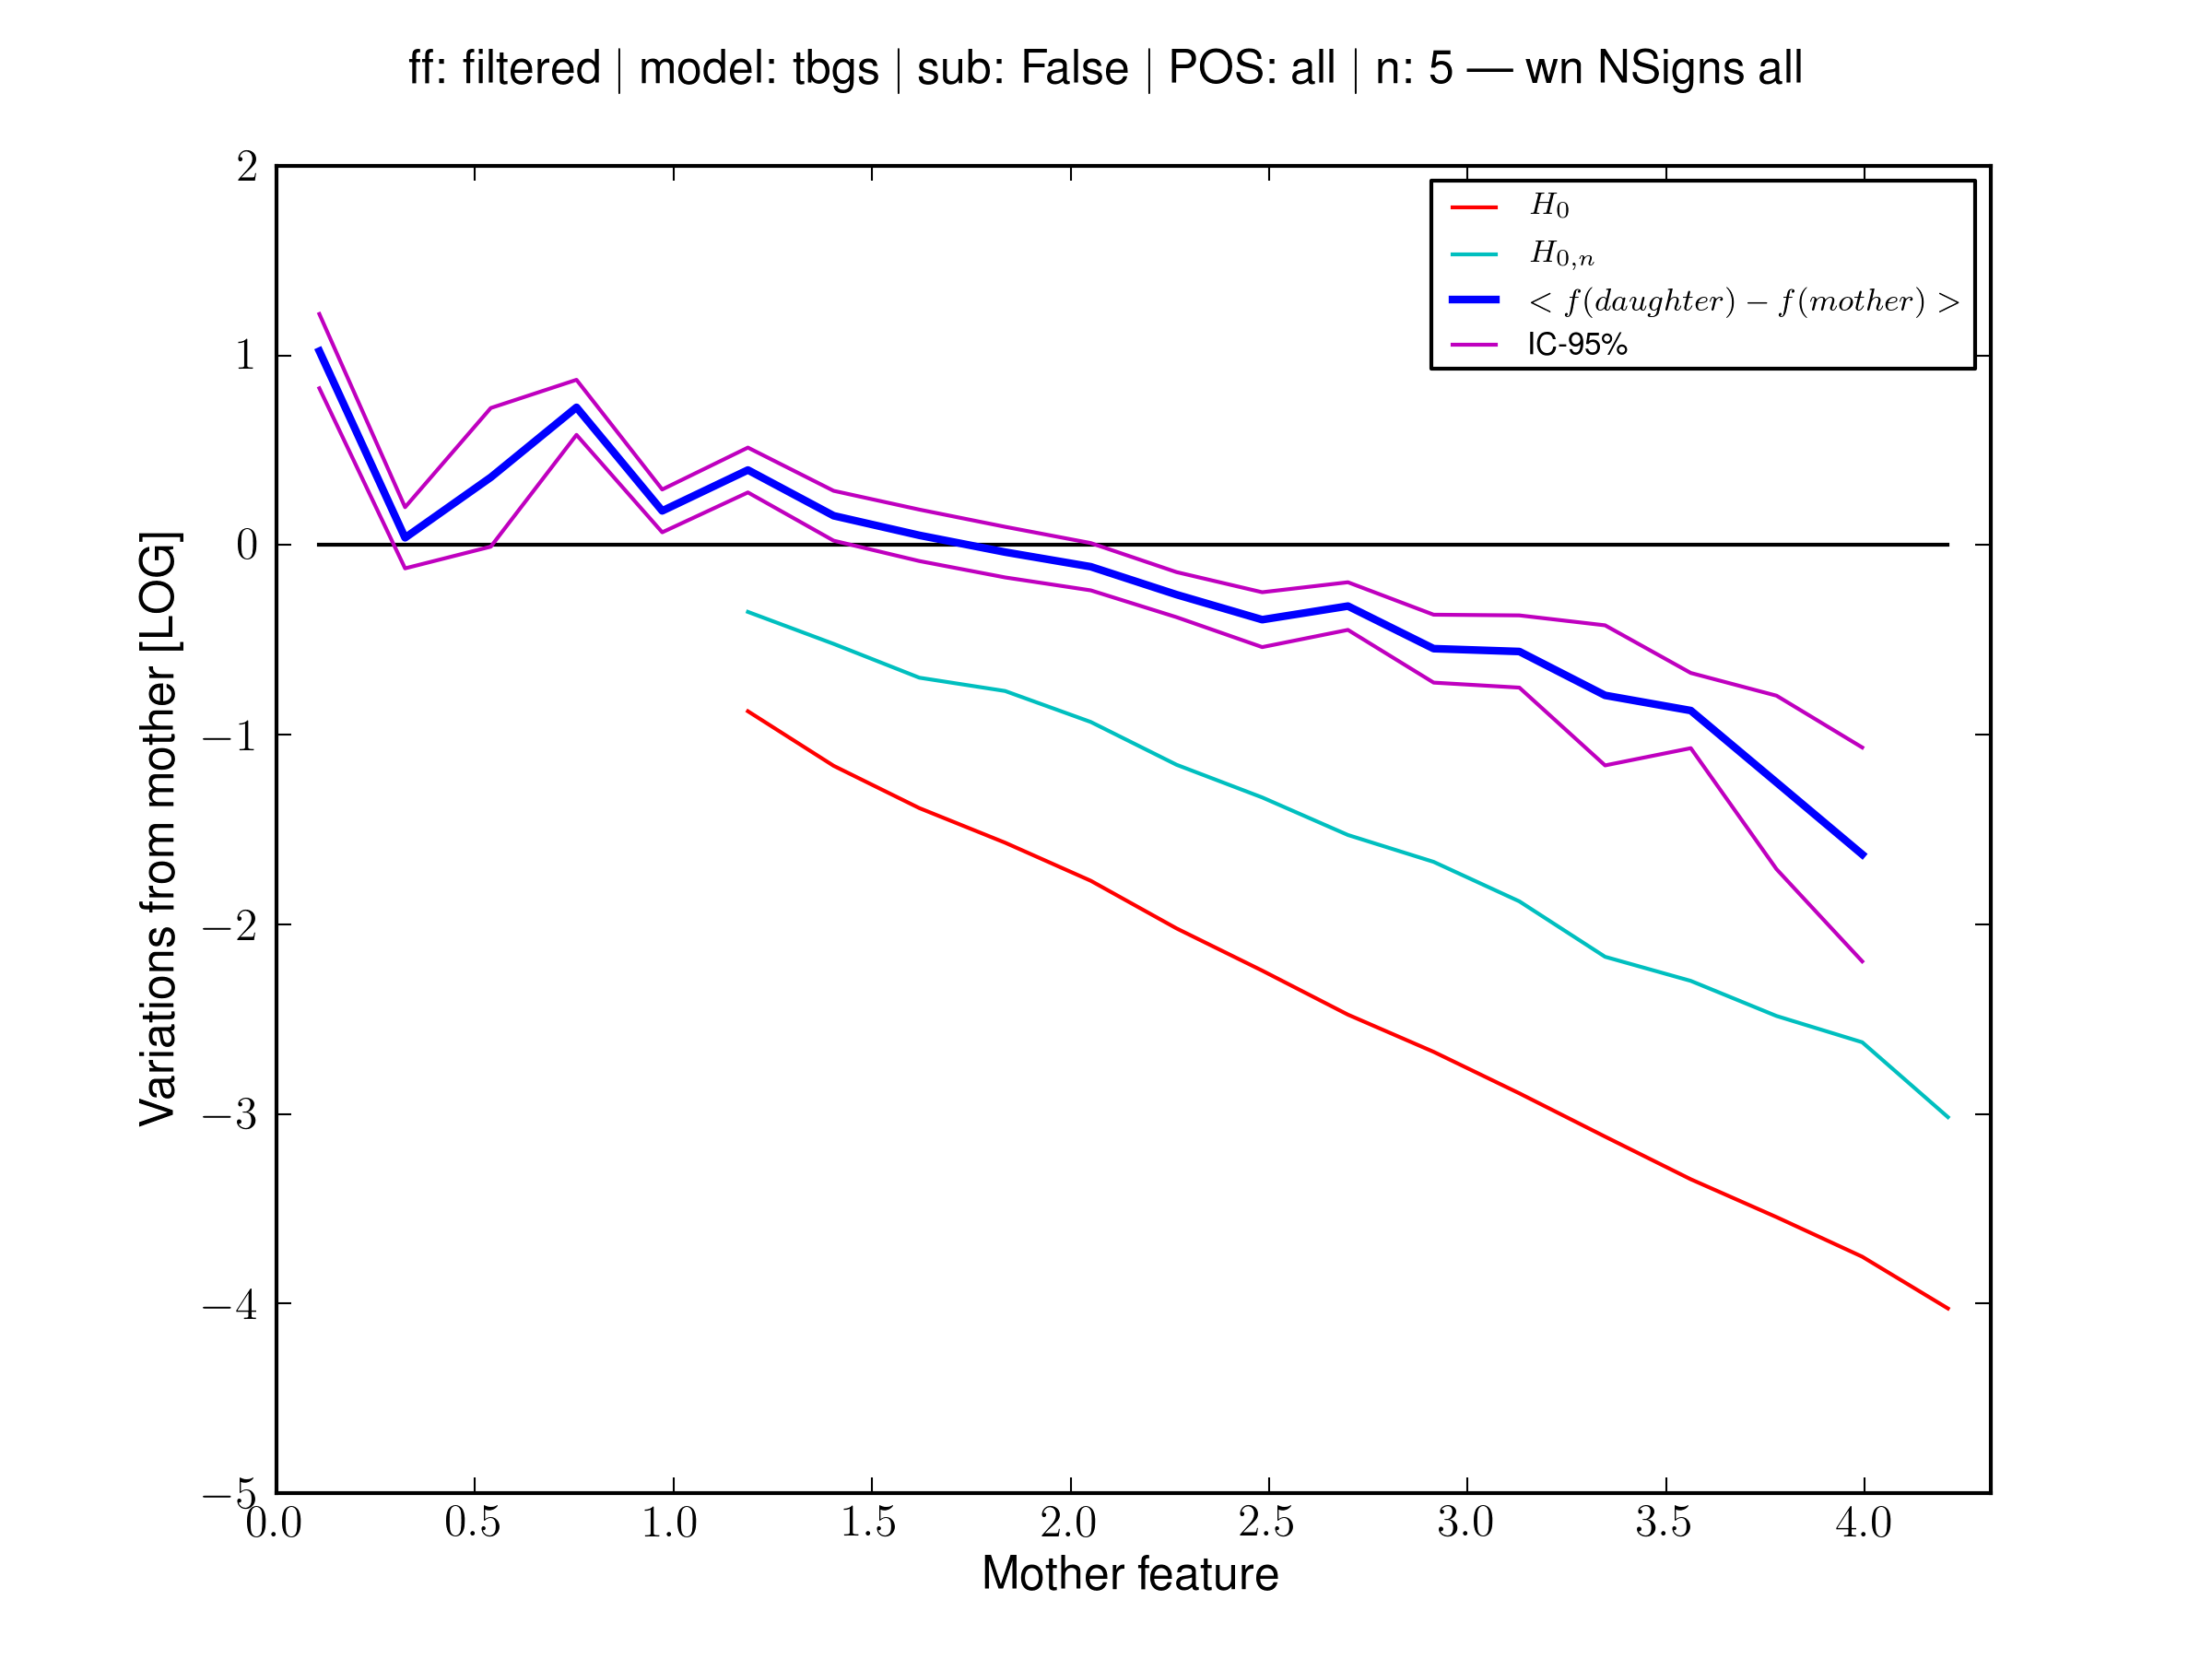 ff: filtered | model: tbgs | sub: False | POS: all | n: 5 — wn NSigns all
2
1
0
−1
−2
−3
−4
−5
Variations from mother [LOG]
H0
H0,n
< f(daughter) − f(mother) >
IC-95%
0.0 0.5 1.0 1.5 2.0 2.5 3.0 3.5 4.0
Mother feature